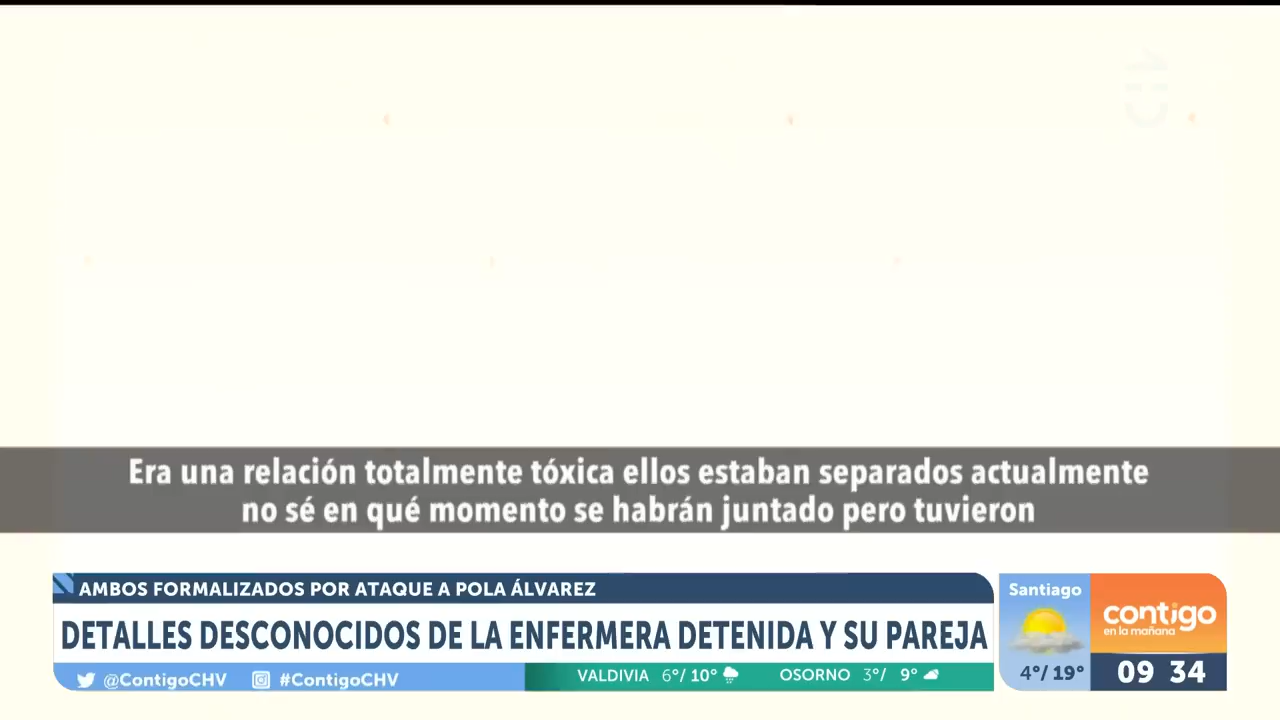 Era una relación totalmente tóxica ellos estaban separados actualmente
no sé en qué momento se habrán juntado pero tuvieron
AMBOS FORMALIZADOS POR ATAQUE A POLA ÁLVAREZ
DETALLES DESCONOCIDOS DE LA ENFERMERA DETENIDA Y SU PAREJA
@ContigoCHV #ContigoCHV
VALDIVIA 6°/ 10° OSORNO 3°/ 9°
Santiago
4°/ 19°
contigo
en la mañana
09 34